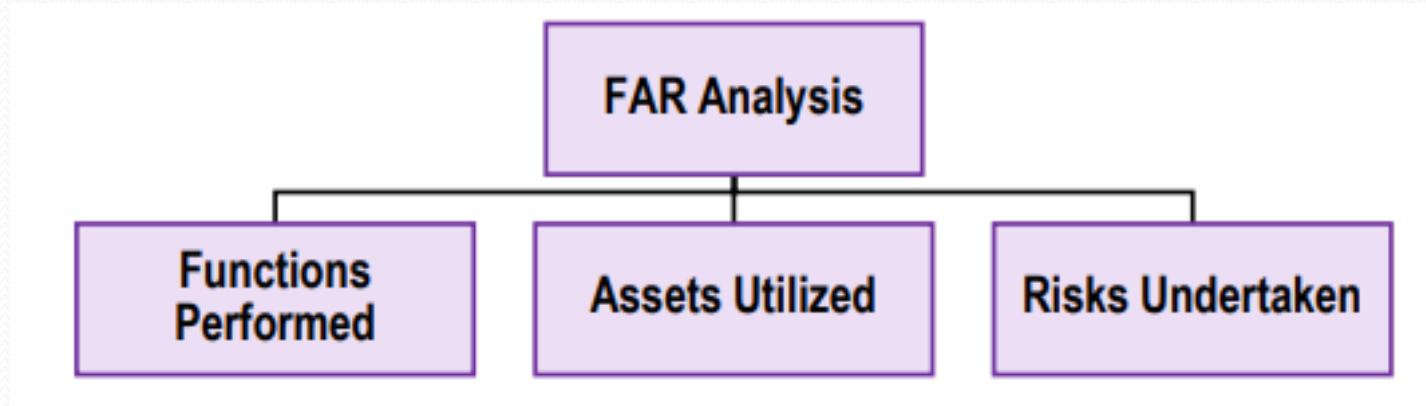 FAR Analysis
Functions
Performed
Assets Utilized
Risks Undertaken